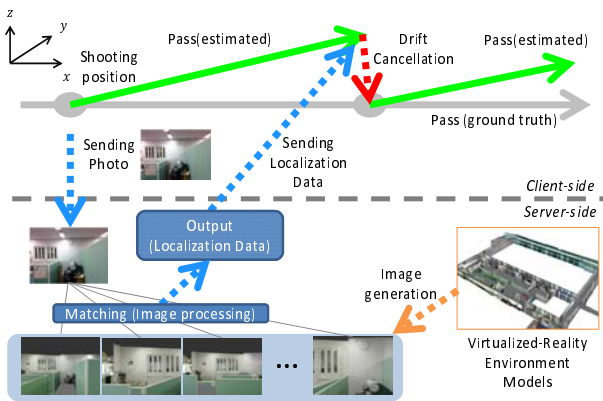 z
y
x
Shooting
position
Pass(estimated)
Drift
Cancellation
Pass(estimated)
Pass (ground truth)
Sending
Photo
Sending
Localization
Data
Client-side
Server-side
Output
(Localization Data)
Matching (Image processing)
Image
generation
...
Virtualized-Reality
Environment
Models